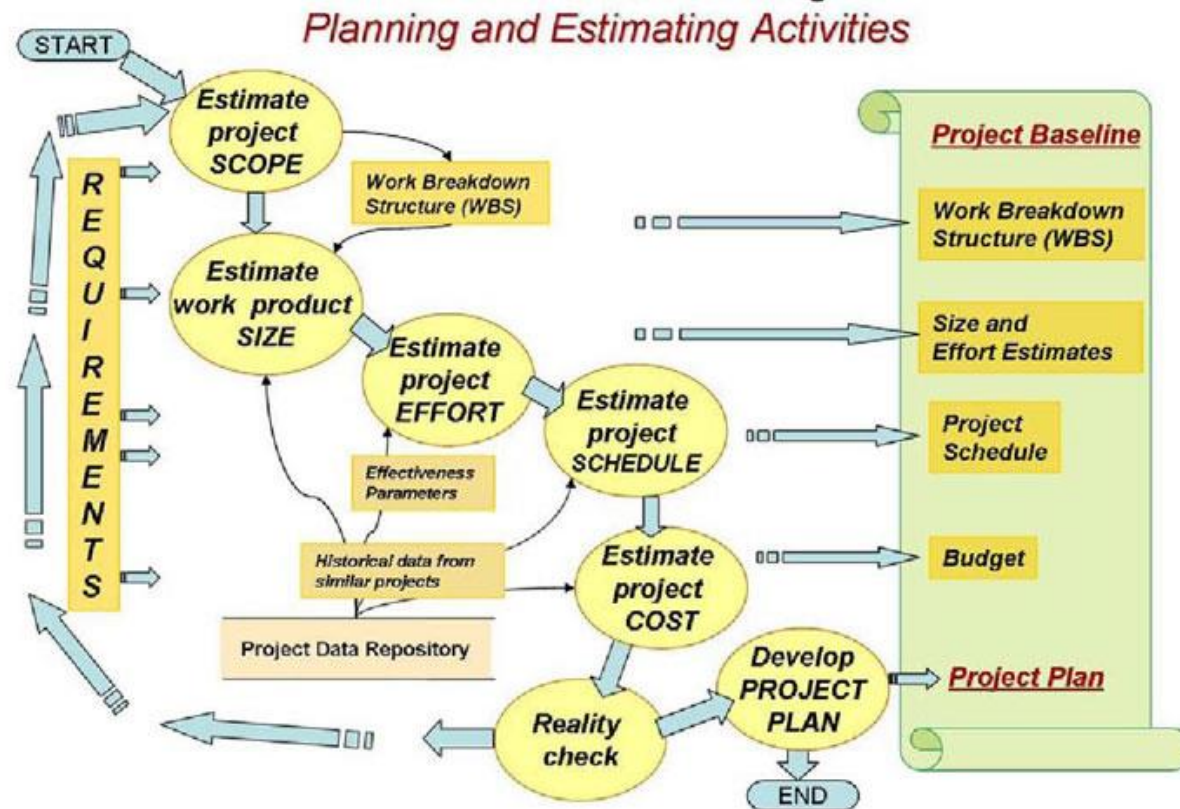 Planning and Estimating Activities
START
Estimate
project
SCOPE
Work Breakdown
Structure (WBS)
R
E
Q
U
I
R
E
M
E
N
T
S
Estimate
work product
SIZE
Estimate
project
EFFORT
Estimate
project
SCHEDULE
Effectiveness
Parameters
Historical data from
similar projects
Project Data Repository
Estimate
project
COST
Reality
check
Develop
PROJECT
PLAN
END
Project Baseline
Work Breakdown
Structure (WBS)
Size and
Effort Estimates
Project
Schedule
Budget
Project Plan